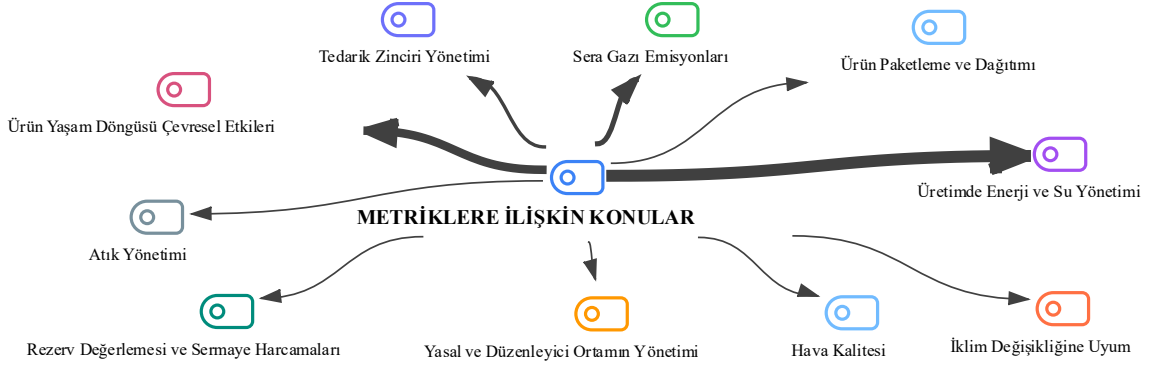 Tedarik Zinciri Yönetimi
Sera Gazı Emisyonları
Ürün Paketleme ve Dağıtımı
Ürün Yaşam Döngüsü Çevresel Etkileri
Üretimde Enerji ve Su Yönetimi
METRİKLERE İLİŞKİN KONULAR
Atık Yönetimi
Rezerv Değerlemesi ve Sermaye Harcamaları
Yasal ve Düzenleyici Ortamın Yönetimi
Hava Kalitesi
İklim Değişikliğine Uyum